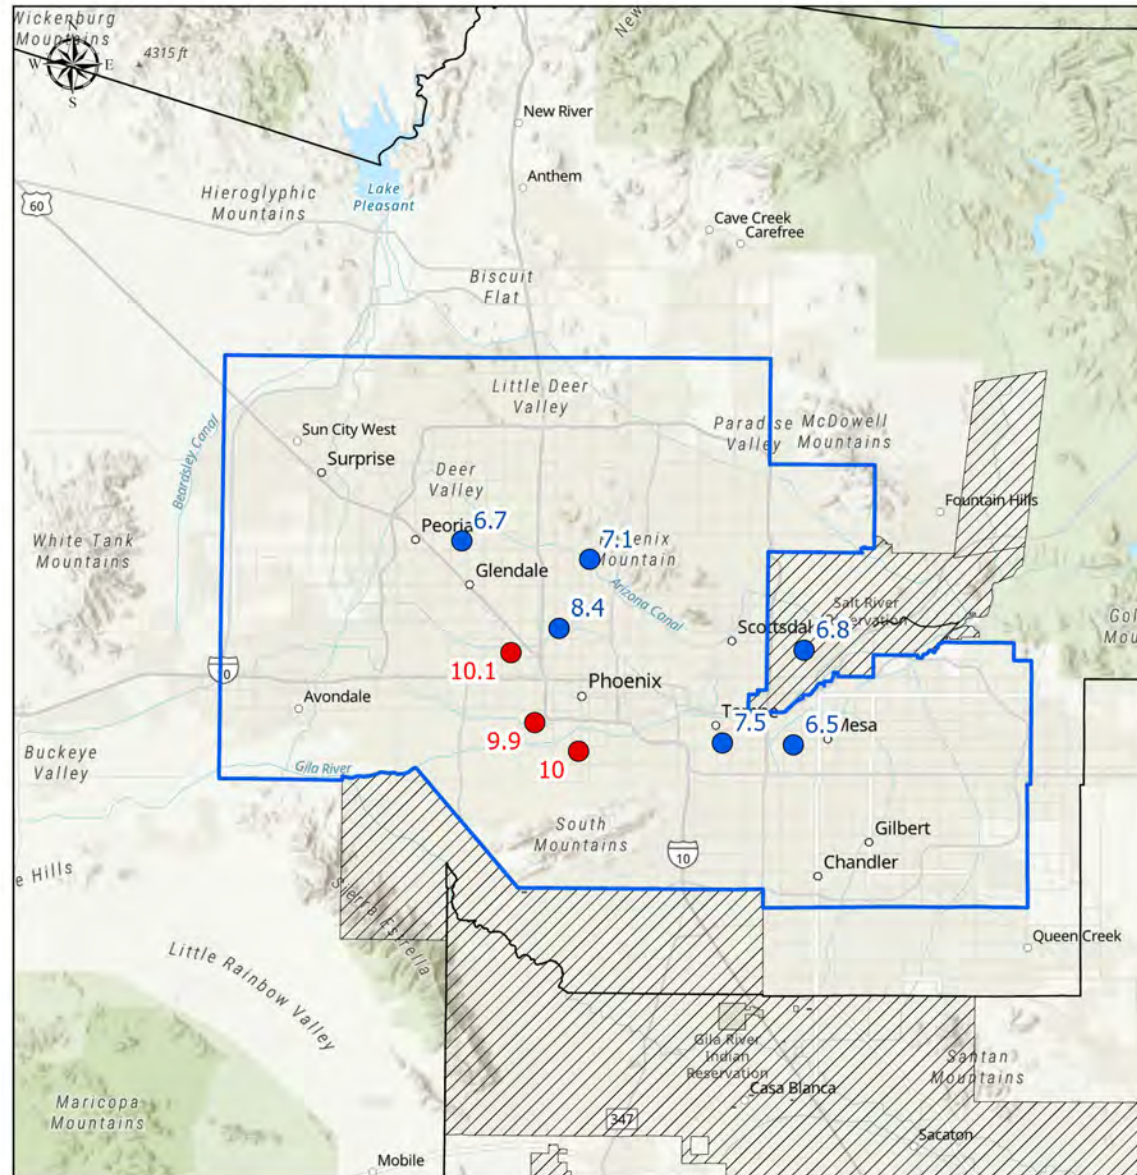 Wickenburg
Mountains
N
W
E
S
4315 ft
New
New River
Anthem
Lake
Pleasant
Hieroglyphic
Mountains
60
Cave Creek
Carefree
Biscuit
Flat
Little Deer
Valley
Paradise
Valley
McDowell
Mountains
Sun City West
Surprise
Beardsley Canal
Deer
Valley
Fountain Hills
Peoria
6.7
7.1
White Tank
Mountains
Mountain
Glendale
Arizona Canal
8.4
Salt River
Scottsdal
6.8
10.1
0
Phoenix
Avondale
9.9
7.5
6.5
Mesa
10
Buckeye
Valley
Gila River
South
Mountains
10
Gilbert
Chandler
e Hills
Sierra Estrella
Queen Creek
Little Rainbow Valley
Gila River
Indian
Reservation
Santan
Mountains
Casa Blanca
Maricopa
Mountains
347
Sacaton
Mobile